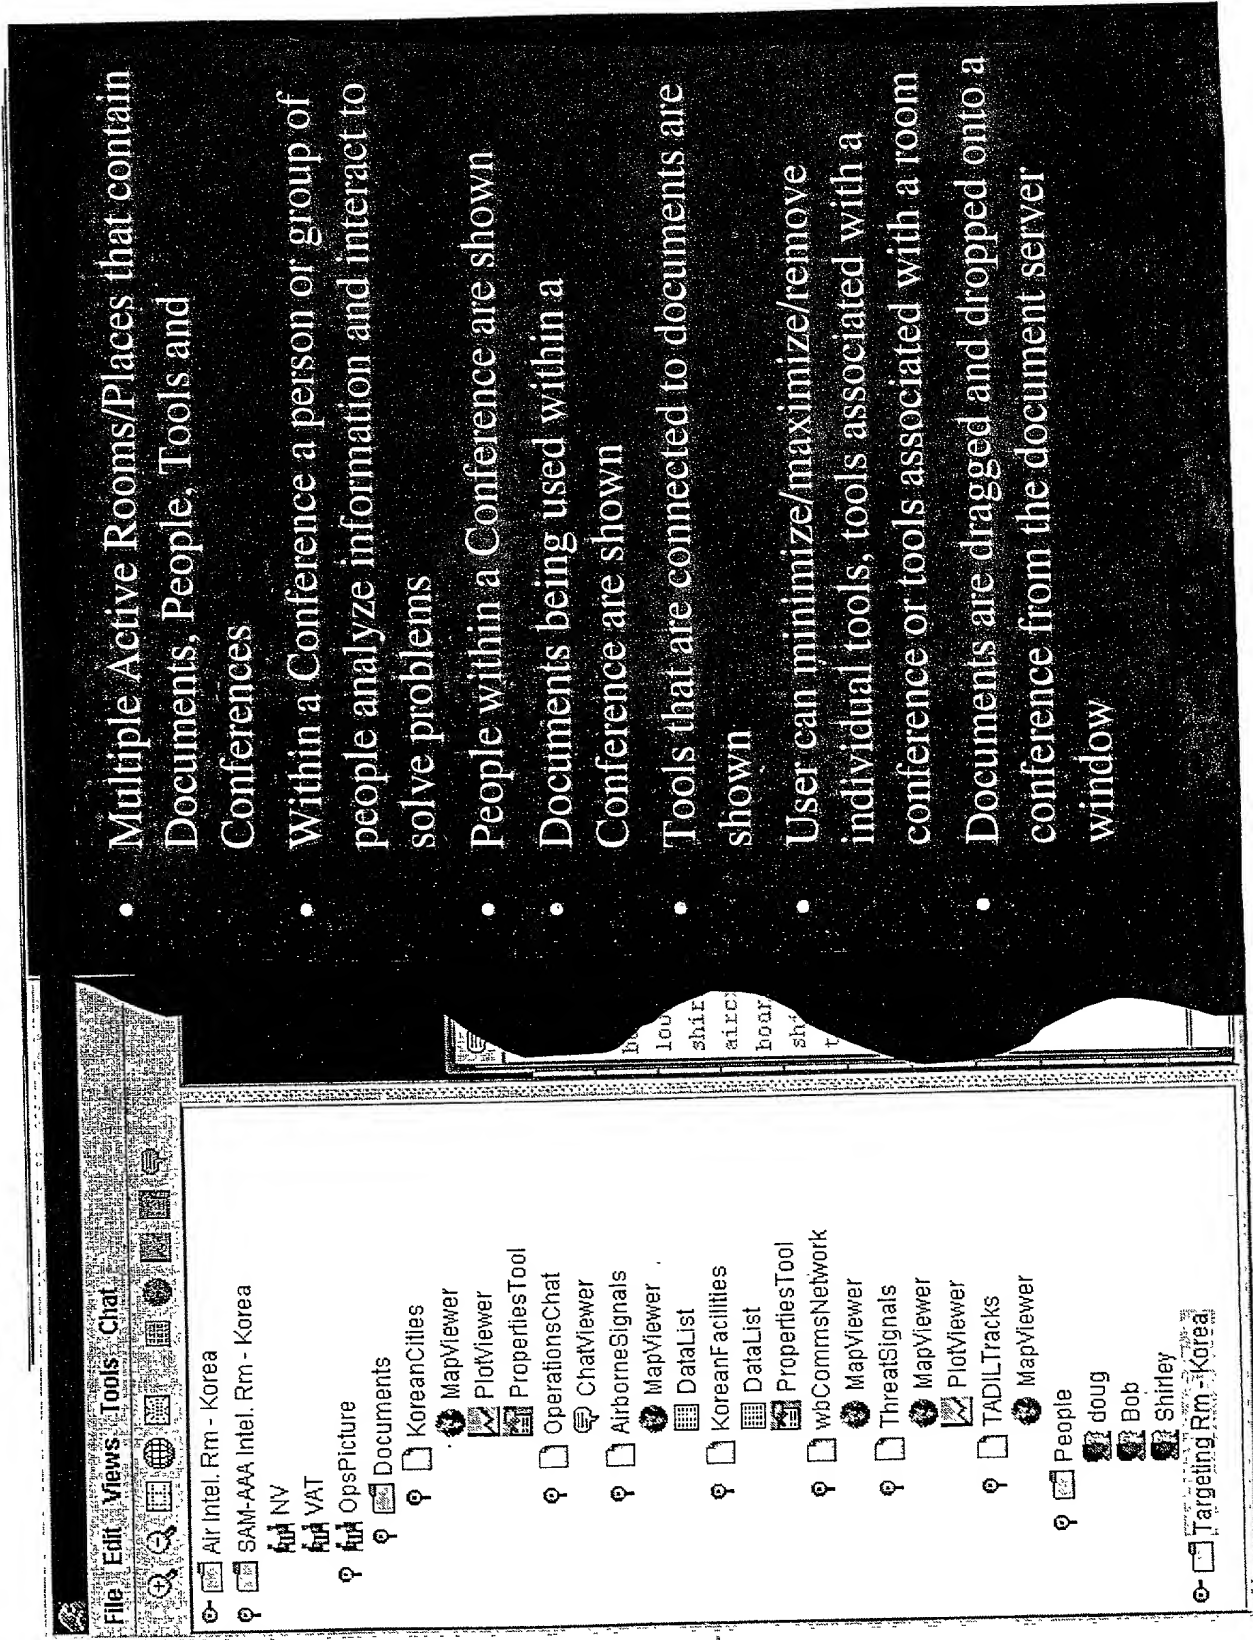 File Edit Views Tools Chat
Air Intel. Rm - Korea
SAM-AAA Intel. Rm - Korea
NV
VAT
OpsPicture
Documents
KoreanCities
MapViewer
PlotViewer
PropertiesTool
OperationsChat
ChatViewer
AirborneSignals
MapViewer
DataList
KoreanFacilities
DataList
PropertiesTool
wbCommsNetwork
MapViewer
ThreatSignals
MapViewer
PlotViewer
TADILTracks
MapViewer
People
doug
Bob
Shirley
Targeting Rm - Korea
lou
shir
airc
boar
• Multiple Active Rooms/Places that contain
Documents, People, Tools and
Conferences
• Within a Conference a person or group of
people analyze information and interact to
solve problems
• People within a Conference are shown
• Documents being used within a
Conference are shown
• Tools that are connected to documents are
shown
• User can minimize/maximize/remove
individual tools, tools associated with a
conference or tools associated with a room
• Documents are dragged and dropped onto a
conference from the document server
window